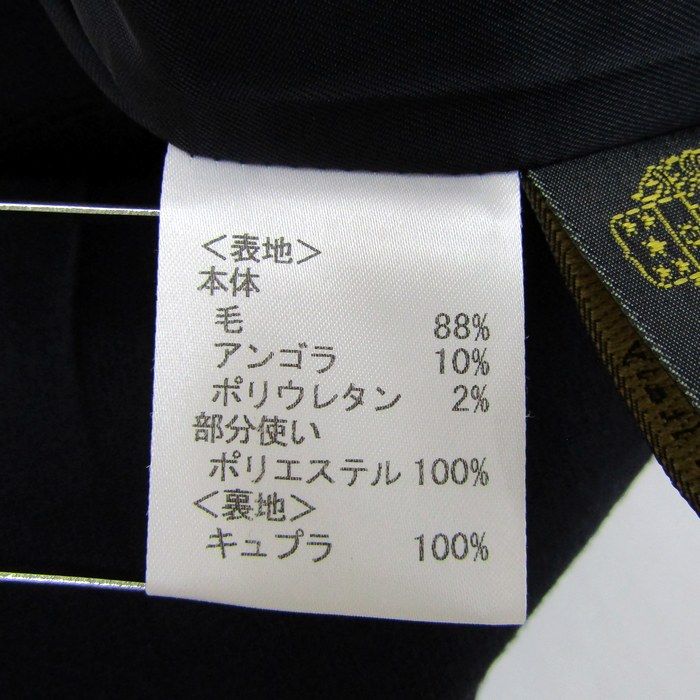 <表地>
本体
毛 88%
アンゴラ 10%
ポリウレタン 2%
部分使い
ポリエステル 100%
<裏地>
キュプラ 100%